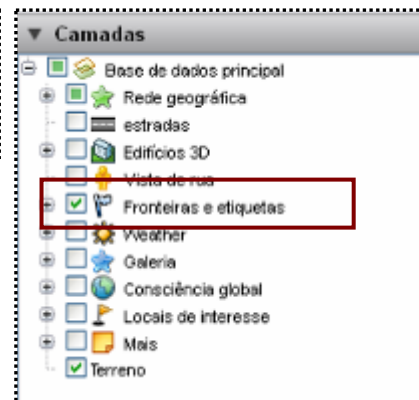 Camadas
Base de dados principal
Rede geográfica
estradas
Edifícios 3D
Vista de rua
Fronteiras e etiquetas
Weather
Galeria
Consciência global
Locais de interesse
Mais
Terreno